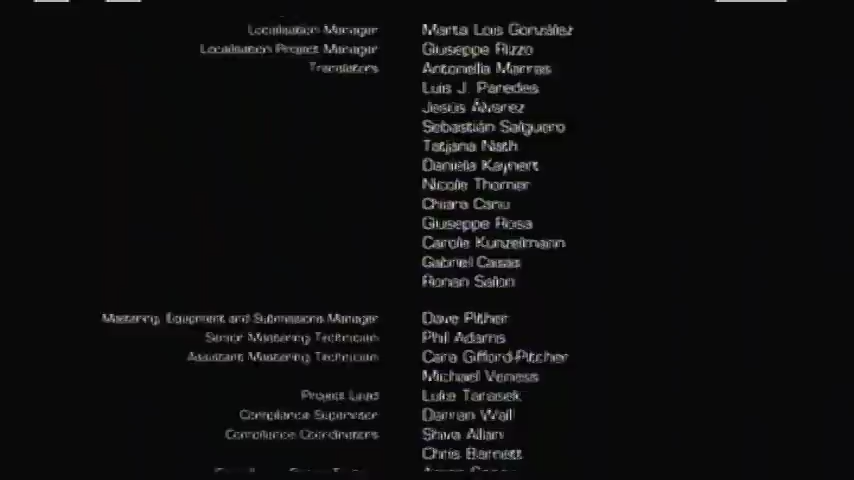 Localisation Manager Marta Lois González
Localisation Project Manager Giuseppe Rizzo
Translators Antonella Marras
Luis J. Paredes
Jesús Álvarez
Sebastián Salguero
Tatjana Nath
Daniela Kaynert
Nicole Thomer
Chiara Canu
Giuseppe Rosa
Carole Kunzelmann
Gabriel Casas
Ronan Salon
Mastering, Equipment and Submissions Manager Dave Pitcher
Senior Mastering Technician Phil Adams
Assistant Mastering Technician Cara Gifford-Pitcher
Michael Veness
Project Lead Luke Tarasek
Compliance Supervisor Darran Wall
Compliance Coordinators Shiva Allan
Chris Barnett